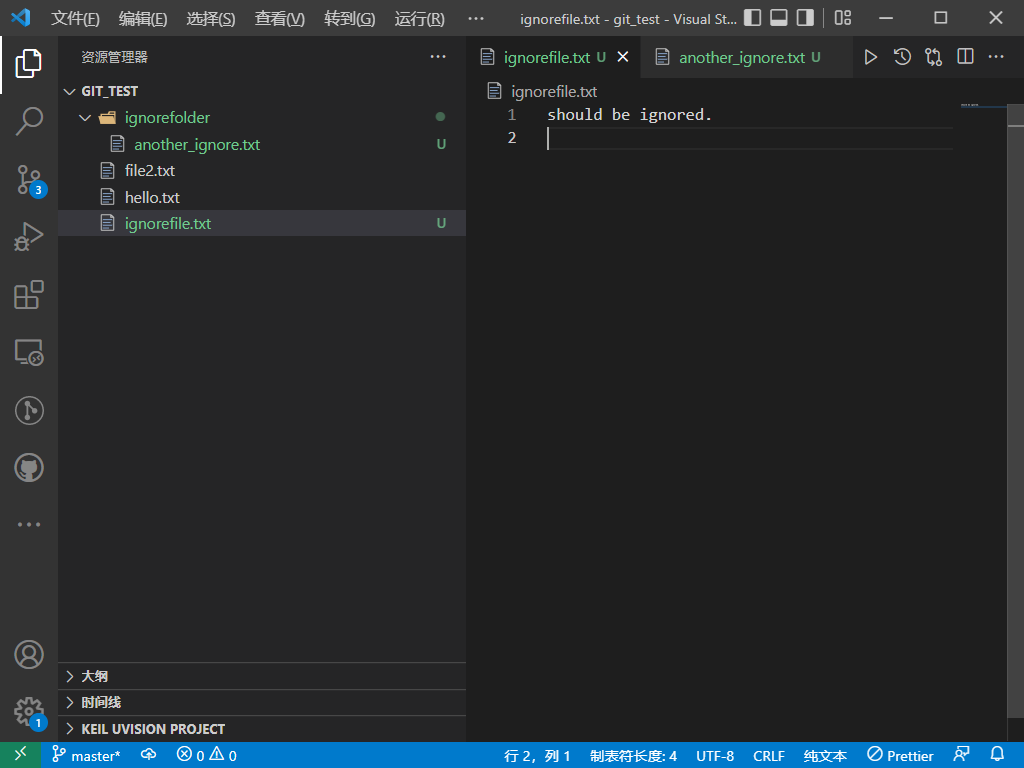 文件(F) 编辑(E) 选择(S) 查看(V) 转到(G) 运行(R) ··· ignorefile.txt - git_test - Visual St...
资源管理器 ···
ignorefile.txt U another_ignore.txt U ···
GIT_TEST
ignorefile.txt
ignorefolder
1 should be ignored.
another_ignore.txt U
2
file2.txt
hello.txt
ignorefile.txt U
3
大纲
时间线
1
KEIL UVISION PROJECT
master* 0 0 行 2，列 1 制表符长度: 4 UTF-8 CRLF 纯文本 Prettier